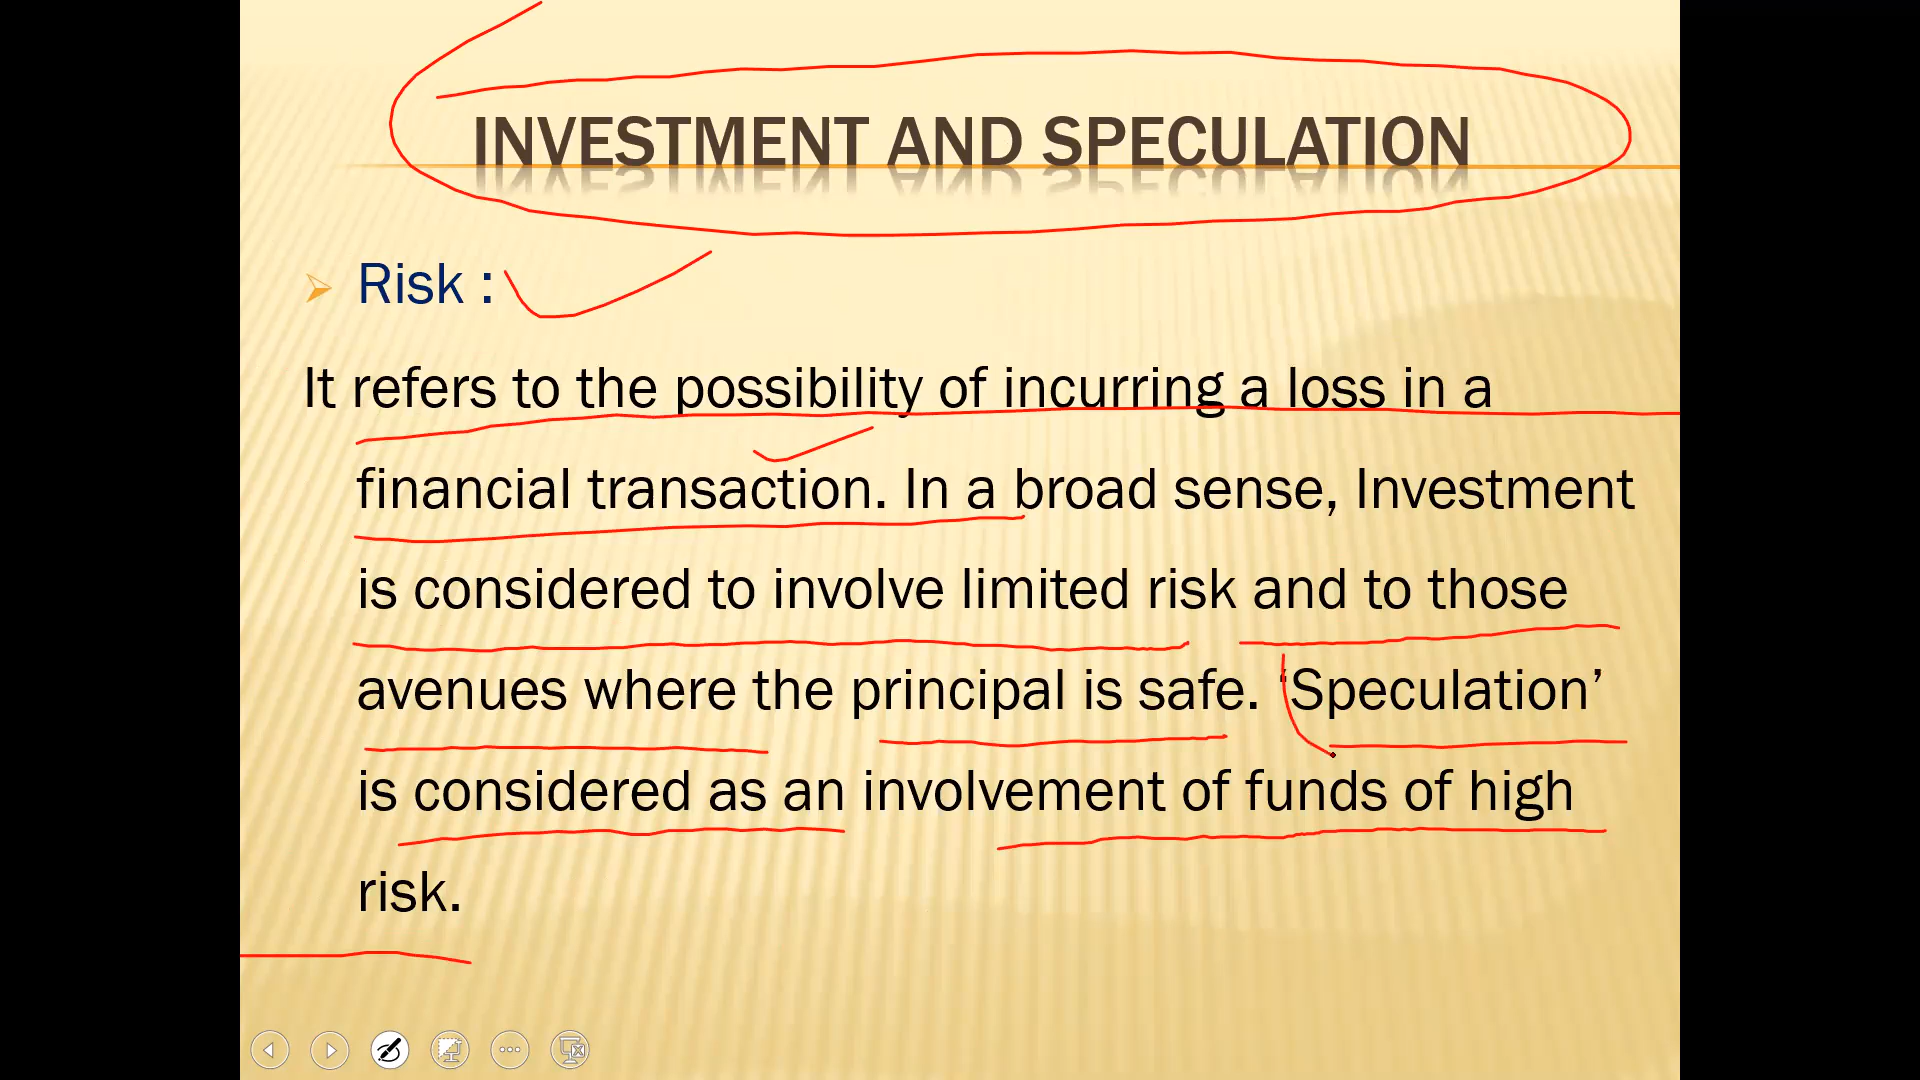 INVESTMENT AND SPECULATION
Risk :
It refers to the possibility of incurring a loss in a
financial transaction. In a broad sense, Investment
is considered to involve limited risk and to those
avenues where the principal is safe. ‘Speculation’
is considered as an involvement of funds of high
risk.